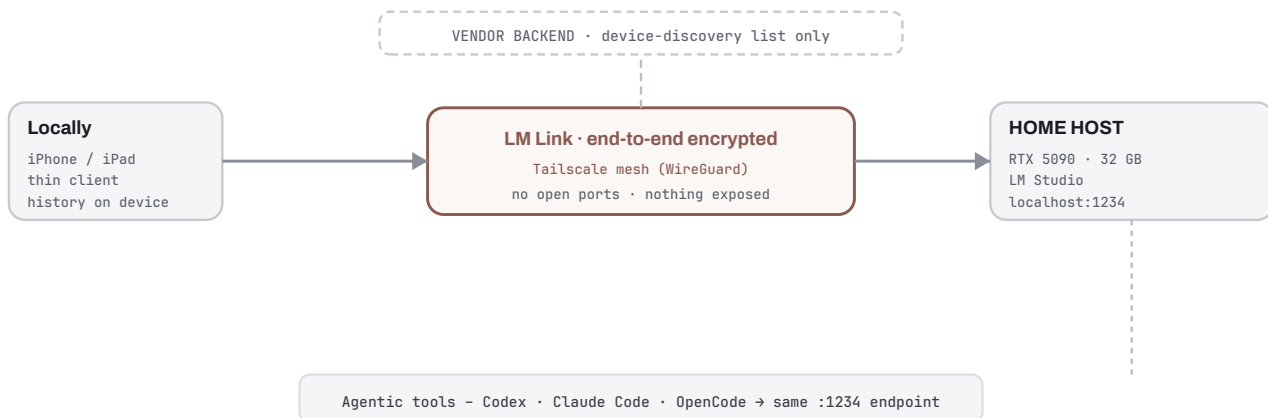 VENDOR BACKEND · device-discovery list only
Locally
iPhone / iPad
thin client
history on device
LM Link · end-to-end encrypted
Tailscale mesh (WireGuard)
no open ports · nothing exposed
HOME HOST
RTX 5090 · 32 GB
LM Studio
localhost:1234
Agentic tools – Codex · Claude Code · OpenCode → same :1234 endpoint